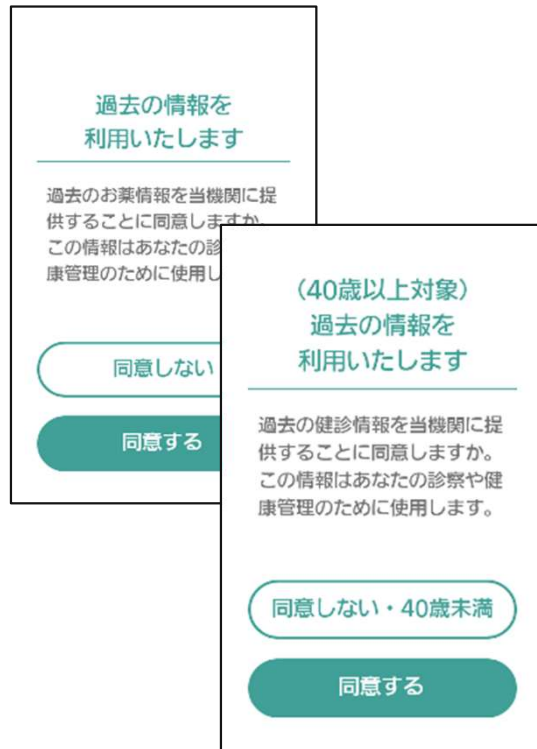 過去の情報を
利用いたします
過去のお薬情報を当機関に提
供することに同意しますか。
この情報はあなたの診
康管理のために使用し
同意しない
同意する
(40歳以上対象)
過去の情報を
利用いたします
過去の健診情報を当機関に提
供することに同意しますか。
この情報はあなたの診察や健
康管理のために使用します。
同意しない・40歳未満
同意する